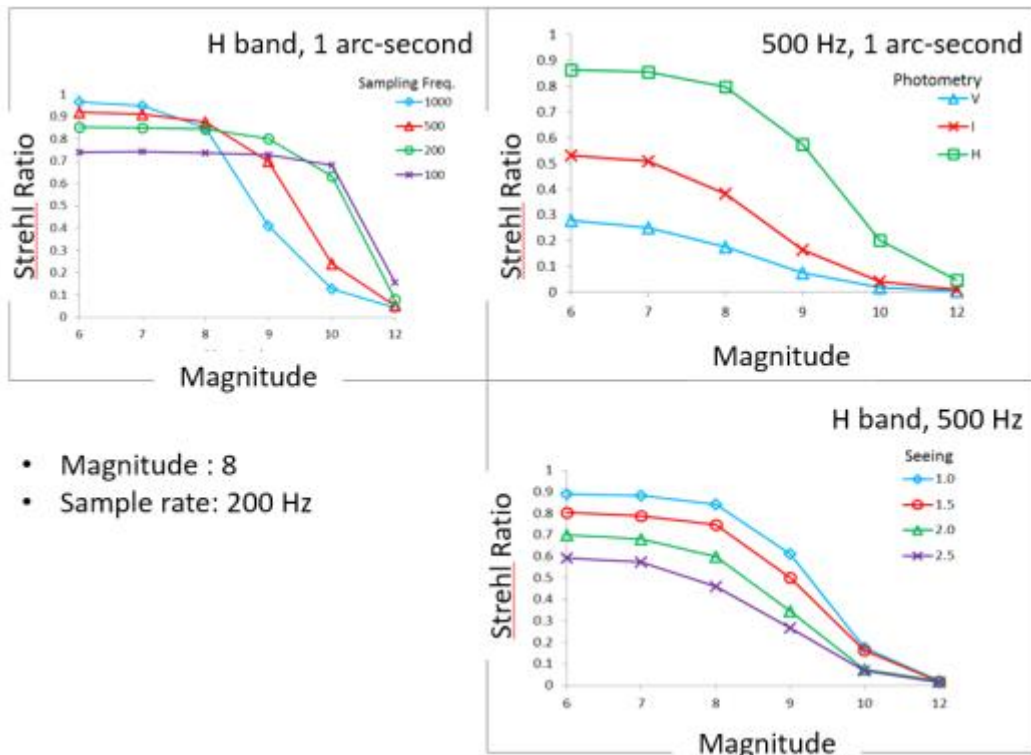 H band, 1 arc-second
Sampling Freq.
1000
500
200
100
1
0.9
0.8
0.7
0.6
0.5
0.4
0.3
0.2
0.1
0
Strehl Ratio
6 7 8 9 10 12
Magnitude
500 Hz, 1 arc-second
Photometry
V
I
H
1
0.9
0.8
0.7
0.6
0.5
0.4
0.3
0.2
0.1
0
Strehl Ratio
6 7 8 9 10 12
Magnitude
• Magnitude : 8
• Sample rate: 200 Hz
H band, 500 Hz
Seeing
1.0
1.5
2.0
2.5
1
0.9
0.8
0.7
0.6
0.5
0.4
0.3
0.2
0.1
0
Strehl Ratio
6 7 8 9 10 12
Magnitude